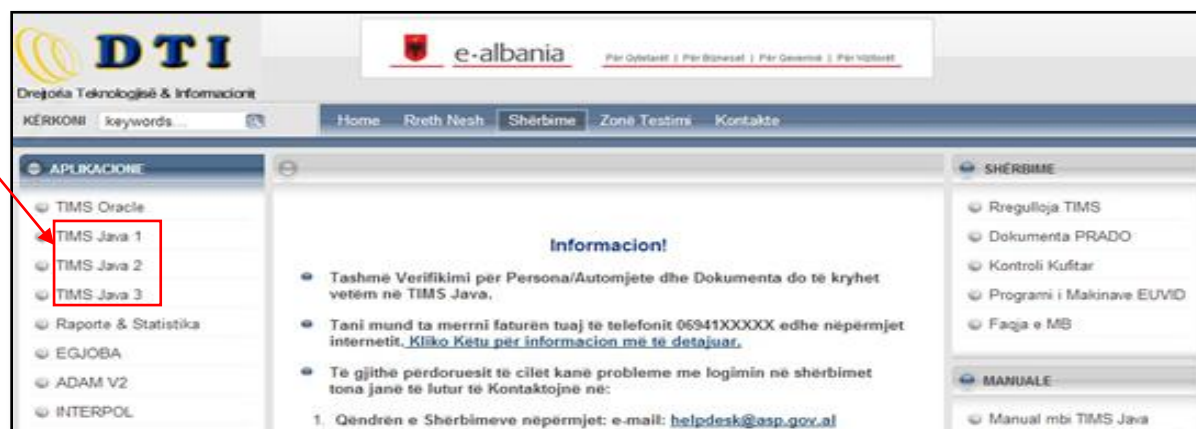 DTI
Drejtoria Teknologjisë & Informacionit
e-albania
Për Qytetarët | Për Bizneset | Për Qeverinë | Për Vizitorët
KËRKONI keywords...
Home Rreth Nesh Shërbime Zonë Testimi Kontakte
APLIKACIONE
TIMS Oracle
TIMS Java 1
TIMS Java 2
TIMS Java 3
Raporte & Statistika
EGJOBA
ADAM V2
INTERPOL
Informacion!
Tashmë Verifikimi për Persona/Automjete dhe Dokumenta do të kryhet
vetëm në TIMS Java.
Tani mund ta merrni faturën tuaj të telefonit 06941XXXXX edhe nëpërmjet
internetit. Kliko Këtu për informacion më të detajuar.
Të gjithë përdoruesit të cilët kanë probleme me logimin në shërbimet
tona janë të lutur të Kontaktojnë në:
1. Qëndrën e Shërbimeve nëpërmjet: e-mail: helpdesk@asp.gov.al
SHËRBIME
Rregulloja TIMS
Dokumenta PRADO
Kontroli Kufitar
Programi i Makinave EUVID
Faqja e MB
MANUALE
Manual mbi TIMS Java